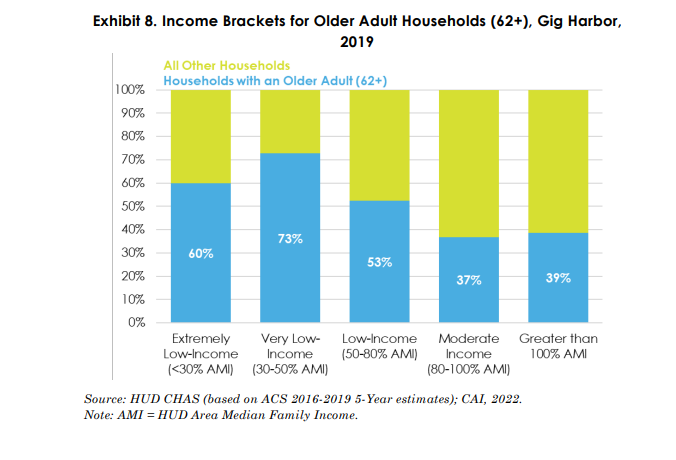 Exhibit 8. Income Brackets for Older Adult Households (62+), Gig Harbor,
2019
All Other Households
Households with an Older Adult (62+)
100%
90%
80%
70%
60%
50%
40%
30%
20%
10%
0%
60%
73%
53%
37%
39%
Extremely
Low-Income
(<30% AMI)
Very Low-
Income
(30-50% AMI)
Low-Income
(50-80% AMI)
Moderate
Income
(80-100% AMI)
Greater than
100% AMI
Source: HUD CHAS (based on ACS 2016-2019 5-Year estimates); CAI, 2022.
Note: AMI = HUD Area Median Family Income.